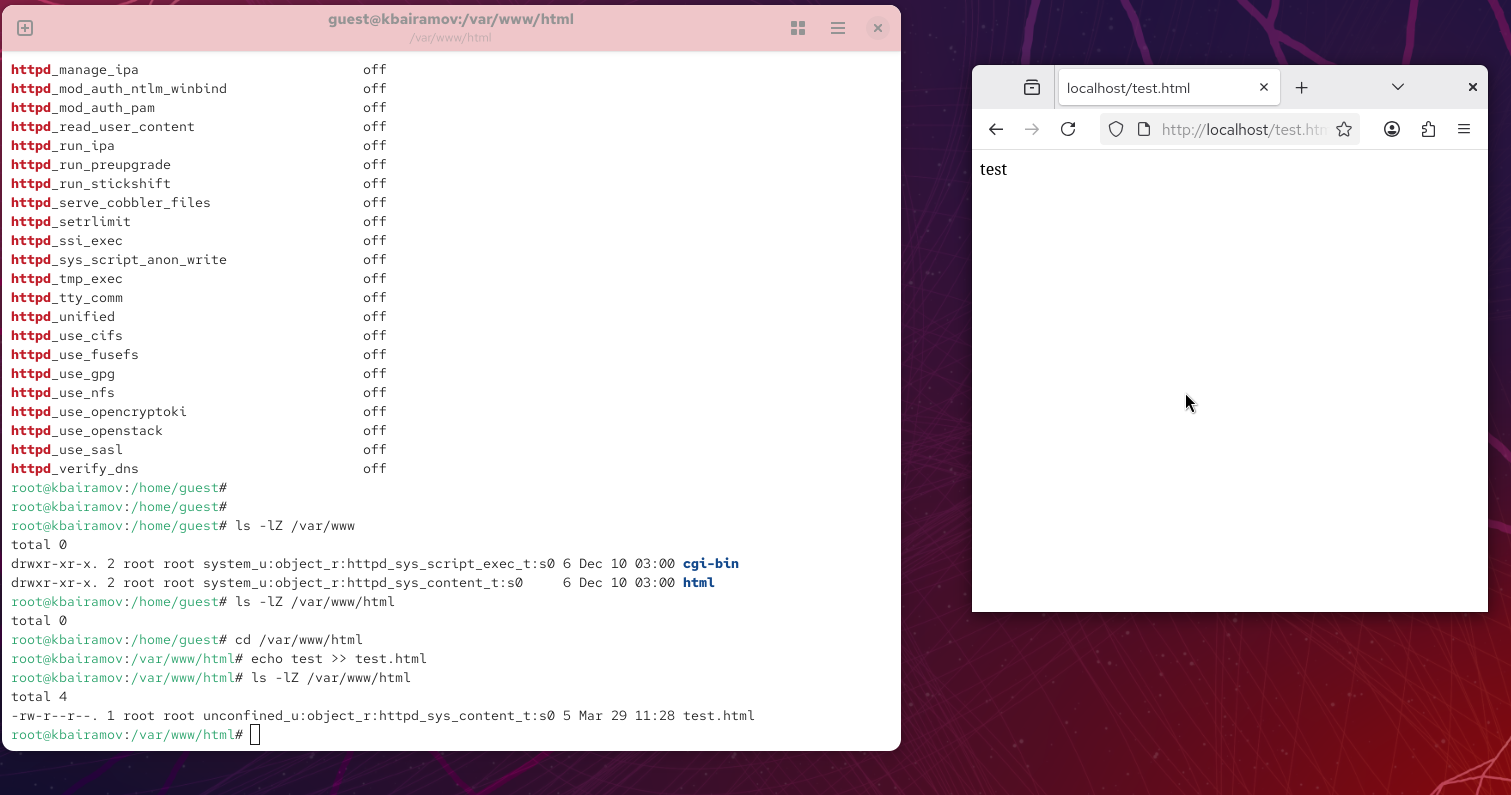 guest@kbairamov:/var/www/html
/var/www/html
httpd_manage_ipa                            off
httpd_mod_auth_ntlm_winbind                 off
httpd_mod_auth_pam                          off
httpd_read_user_content                     off
httpd_run_ipa                               off
httpd_run_preupgrade                        off
httpd_run_stickshift                        off
httpd_serve_cobbler_files                   off
httpd_setrlimit                             off
httpd_ssi_exec                              off
httpd_sys_script_anon_write                 off
httpd_tmp_exec                              off
httpd_tty_comm                              off
httpd_unified                               off
httpd_use_cifs                              off
httpd_use_fusefs                            off
httpd_use_gpg                               off
httpd_use_nfs                               off
httpd_use_opencryptoki                      off
httpd_use_openstack                         off
httpd_use_sasl                              off
httpd_verify_dns                            off
root@kbairamov:/home/guest#
root@kbairamov:/home/guest#
root@kbairamov:/home/guest# ls -lZ /var/www
total 0
drwxr-xr-x. 2 root root system_u:object_r:httpd_sys_script_exec_t:s0 6 Dec 10 03:00 cgi-bin
drwxr-xr-x. 2 root root system_u:object_r:httpd_sys_content_t:s0     6 Dec 10 03:00 html
root@kbairamov:/home/guest# ls -lZ /var/www/html
total 0
root@kbairamov:/home/guest# cd /var/www/html
root@kbairamov:/var/www/html# echo test >> test.html
root@kbairamov:/var/www/html# ls -lZ /var/www/html
total 4
-rw-r--r--. 1 root root unconfined_u:object_r:httpd_sys_content_t:s0 5 Mar 29 11:28 test.html
root@kbairamov:/var/www/html#
localhost/test.html
http://localhost/test.htm
test